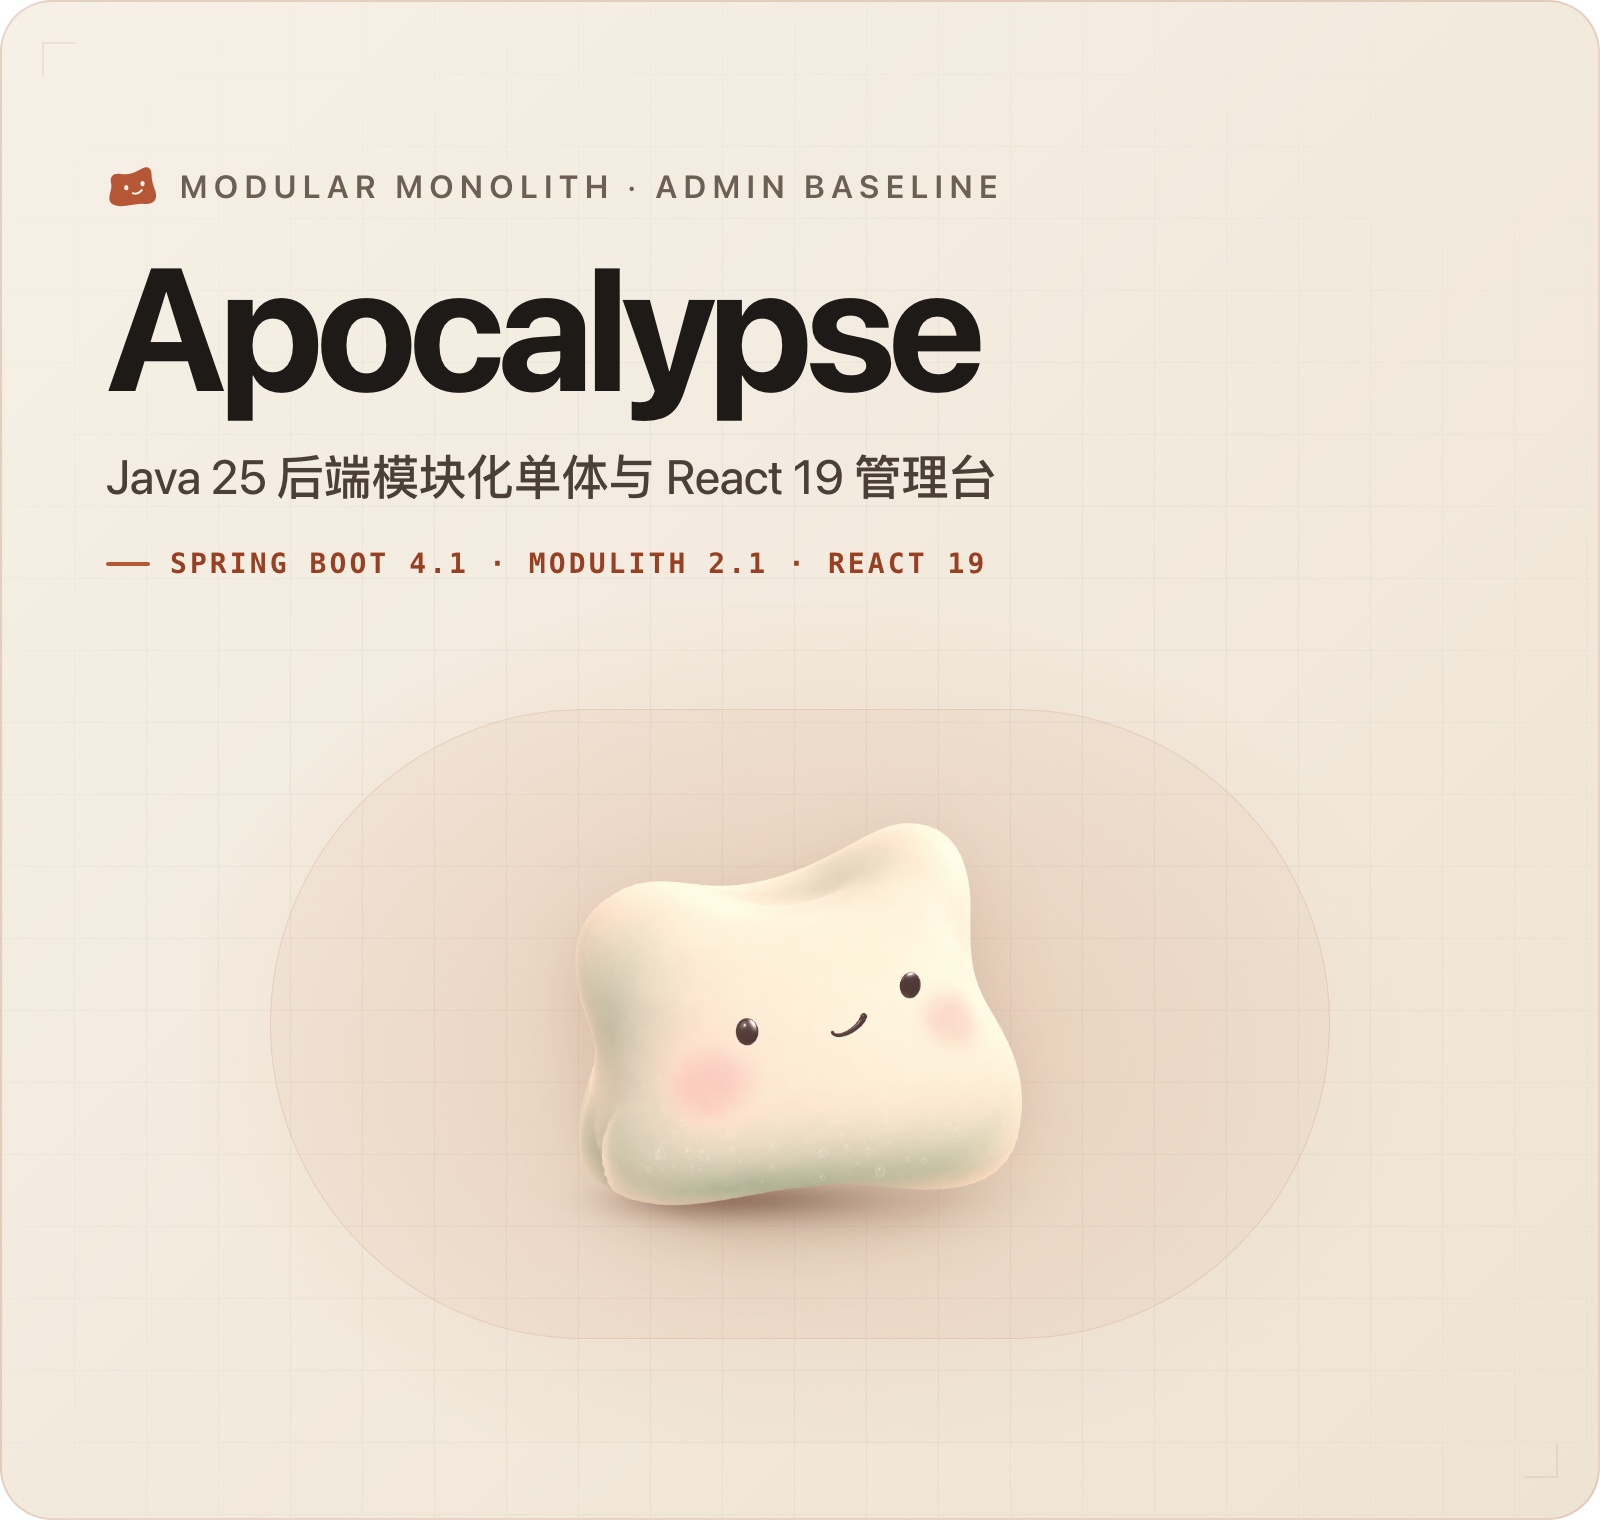 MODULAR MONOLITH · ADMIN BASELINE
Apocalypse
Java 25 后端模块化单体与 React 19 管理台
SPRING BOOT 4.1 · MODULITH 2.1 · REACT 19